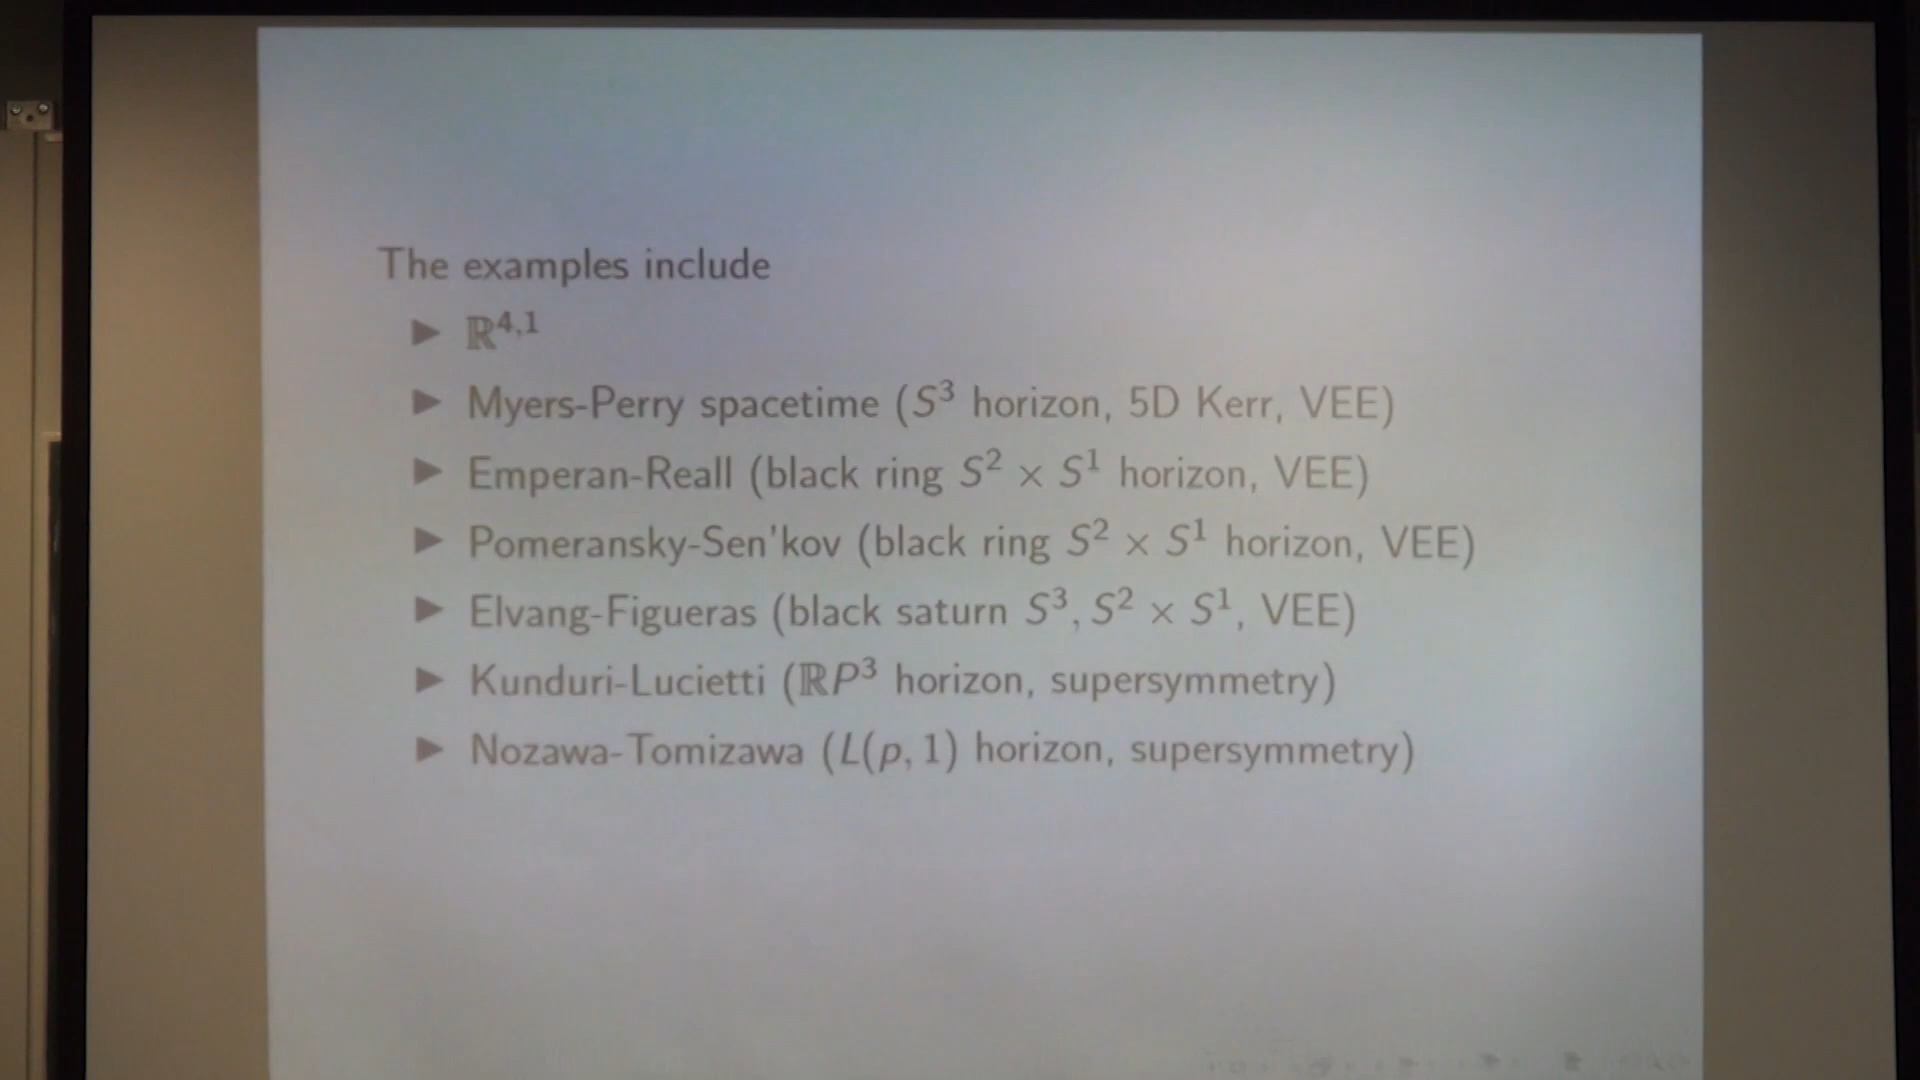 The examples include
▶ ℝ⁴,¹
▶ Myers-Perry spacetime (S³ horizon, 5D Kerr, VEE)
▶ Emperan-Reall (black ring S² × S¹ horizon, VEE)
▶ Pomeransky-Sen'kov (black ring S² × S¹ horizon, VEE)
▶ Elvang-Figueras (black saturn S³, S² × S¹, VEE)
▶ Kunduri-Lucietti (ℝP³ horizon, supersymmetry)
▶ Nozawa-Tomizawa (L(p, 1) horizon, supersymmetry)